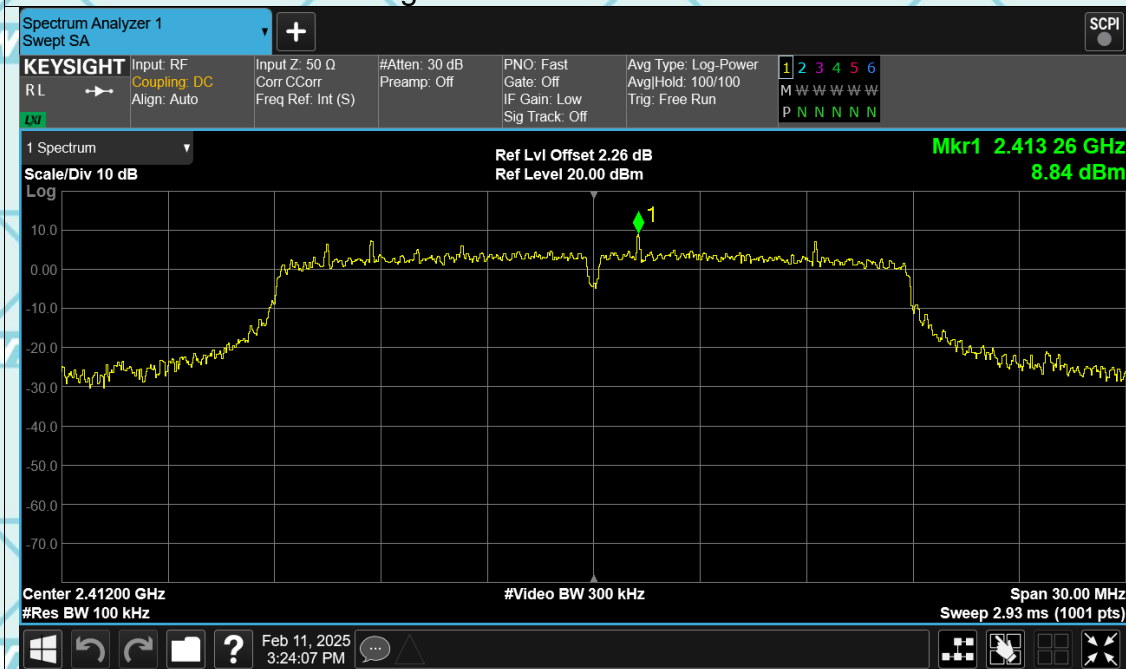 Spectrum Analyzer 1
Swept SA
+
SCPI
KEYSIGHT
RL
LXI
Input: RF
Coupling: DC
Align: Auto
Input Z: 50 Ω
Corr CCorr
Freq Ref: Int (S)
#Atten: 30 dB
Preamp: Off
PNO: Fast
Gate: Off
IF Gain: Low
Sig Track: Off
Avg Type: Log-Power
Avg|Hold: 100/100
Trig: Free Run
1 2 3 4 5 6
M W W W W W
P N N N N N
1 Spectrum
Scale/Div 10 dB
Log
Ref Lvl Offset 2.26 dB
Ref Level 20.00 dBm
Mkr1 2.413 26 GHz
8.84 dBm
1
10.0
0.00
-10.0
-20.0
-30.0
-40.0
-50.0
-60.0
-70.0
Center 2.41200 GHz
#Res BW 100 kHz
#Video BW 300 kHz
Span 30.00 MHz
Sweep 2.93 ms (1001 pts)
?
Feb 11, 2025
3:24:07 PM